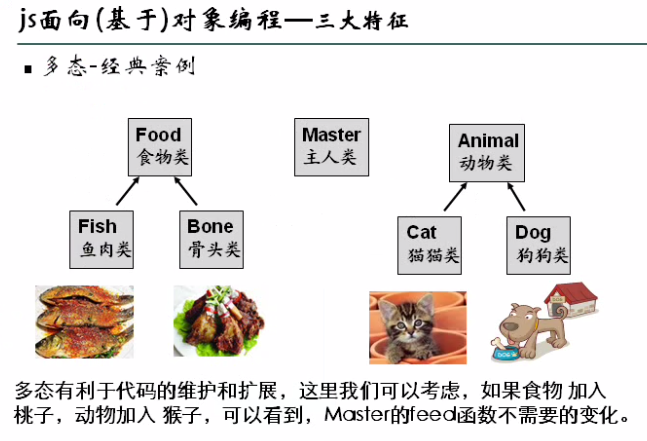 js面向(基于)对象编程—三大特征
■ 多态-经典案例
Food
食物类
Master
主人类
Animal
动物类
Fish
鱼肉类
Bone
骨头类
Cat
猫猫类
Dog
狗狗类
DOG
多态有利于代码的维护和扩展，这里我们可以考虑，如果食物 加入
桃子，动物加入 猴子，可以看到，Master的feed函数不需要的变化。